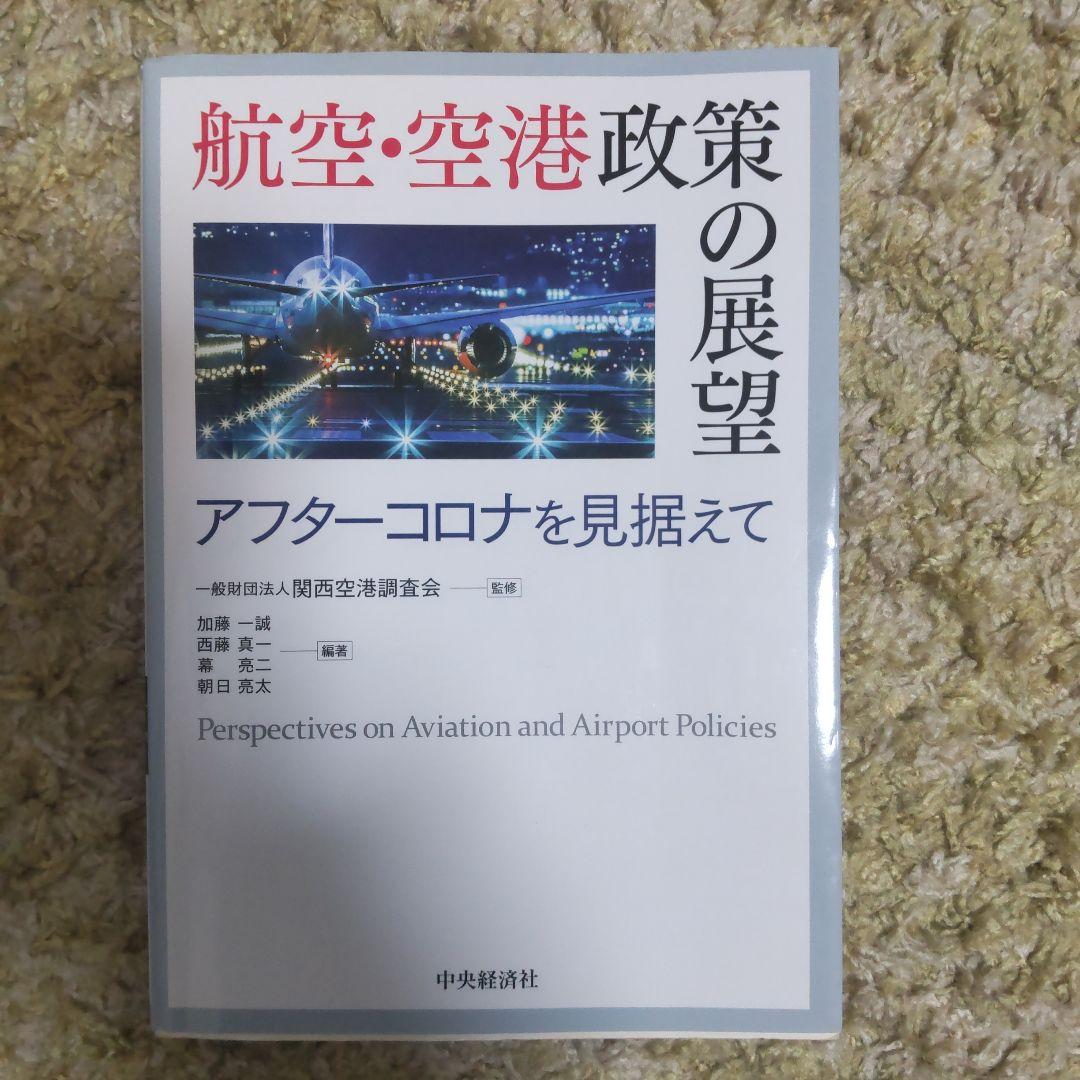 航空・空港政策の展望
アフターコロナを見据えて
一般財団法人 関西空港調査会 監修
加藤 一誠
西藤 真一
幕 亮二
朝日 亮太
編著
Perspectives on Aviation and Airport Policies
中央経済社